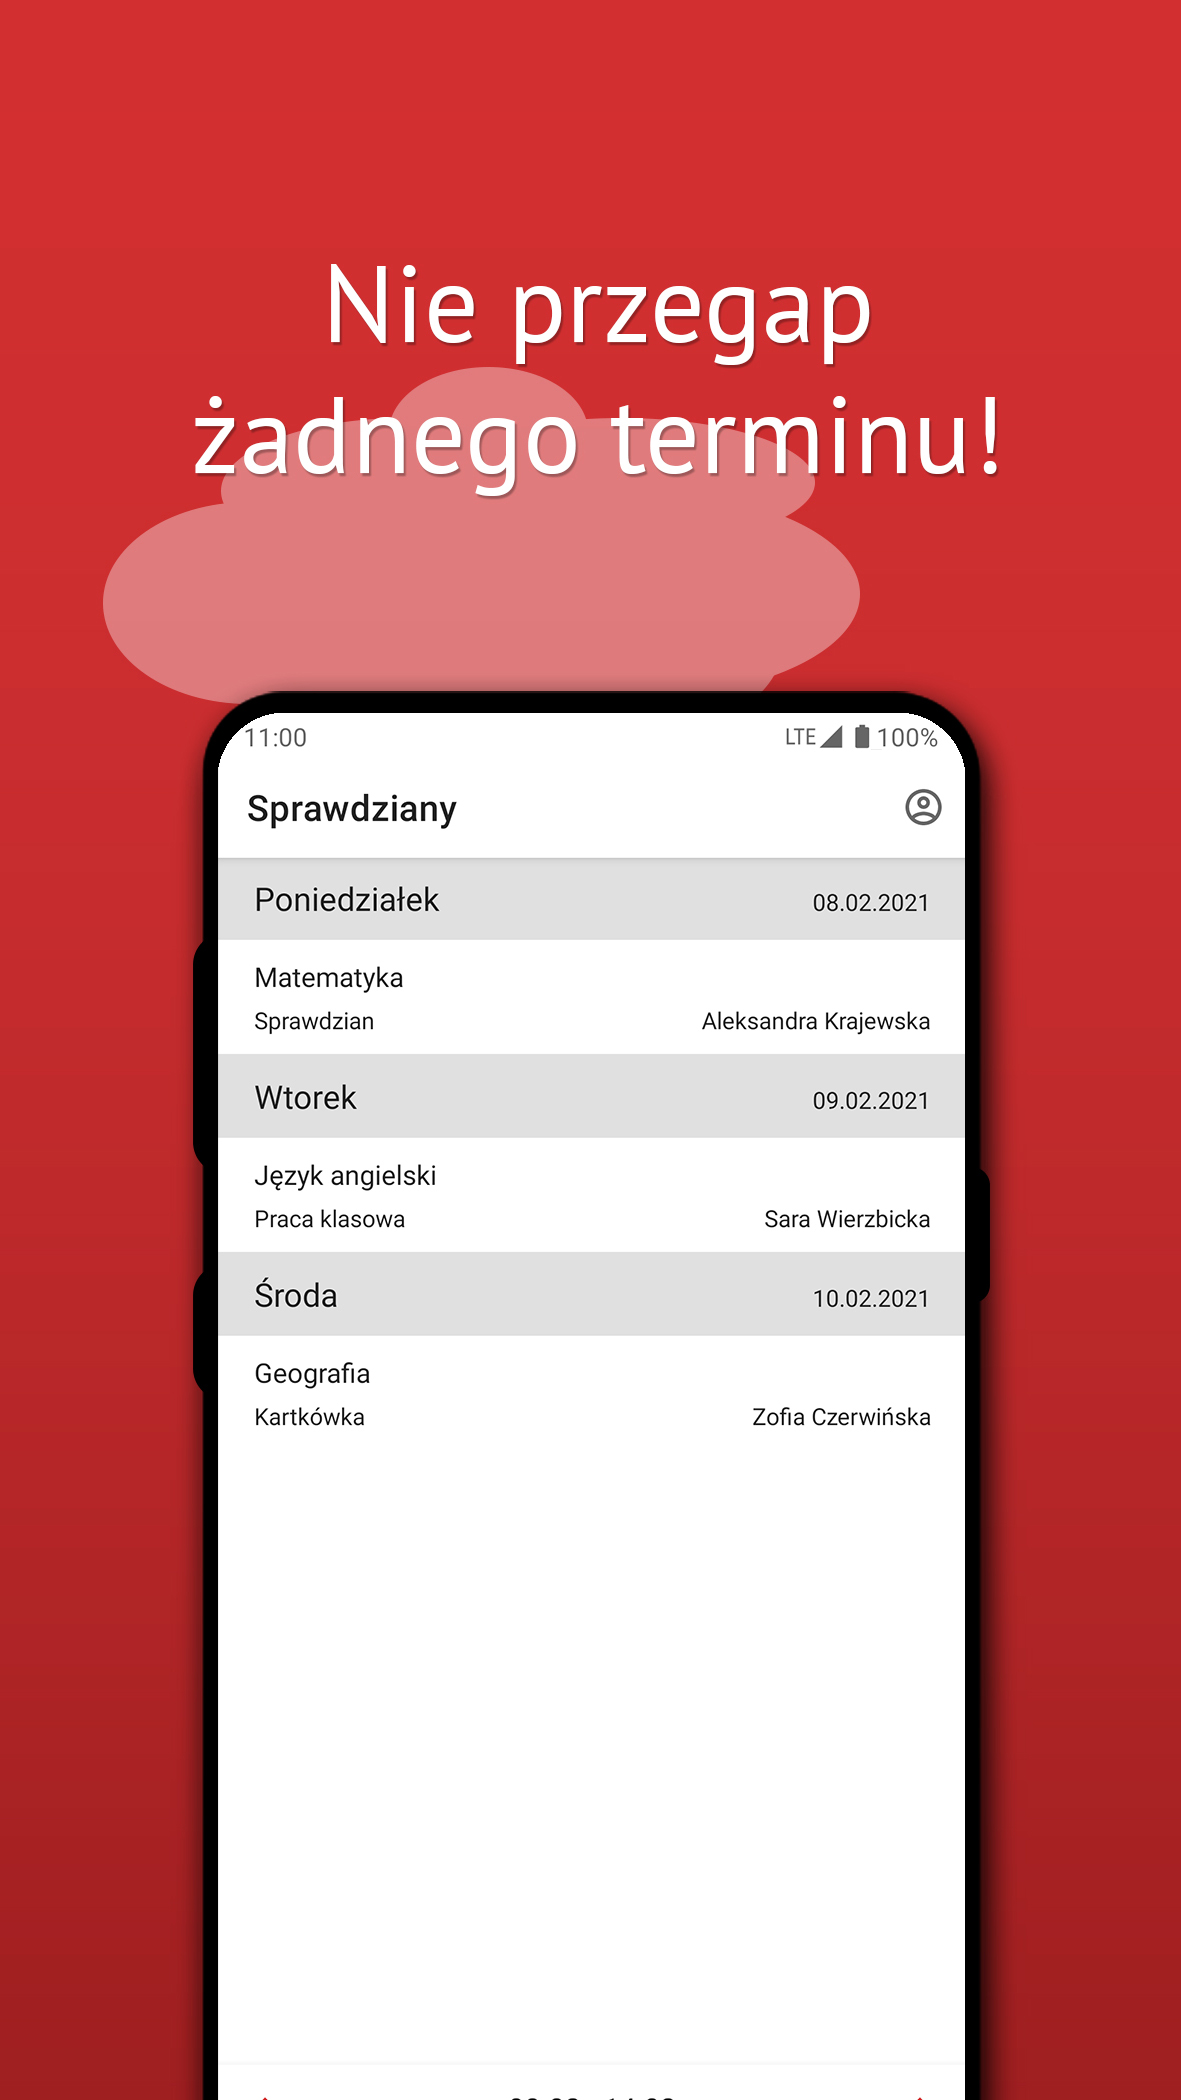 Nie przegap
żadnego terminu!
11:00 LTE 100%
Sprawdziany
Poniedziałek 08.02.2021
Matematyka
Sprawdzian Aleksandra Krajewska
Wtorek 09.02.2021
Język angielski
Praca klasowa Sara Wierzbicka
Środa 10.02.2021
Geografia
Kartkówka Zofia Czerwińska